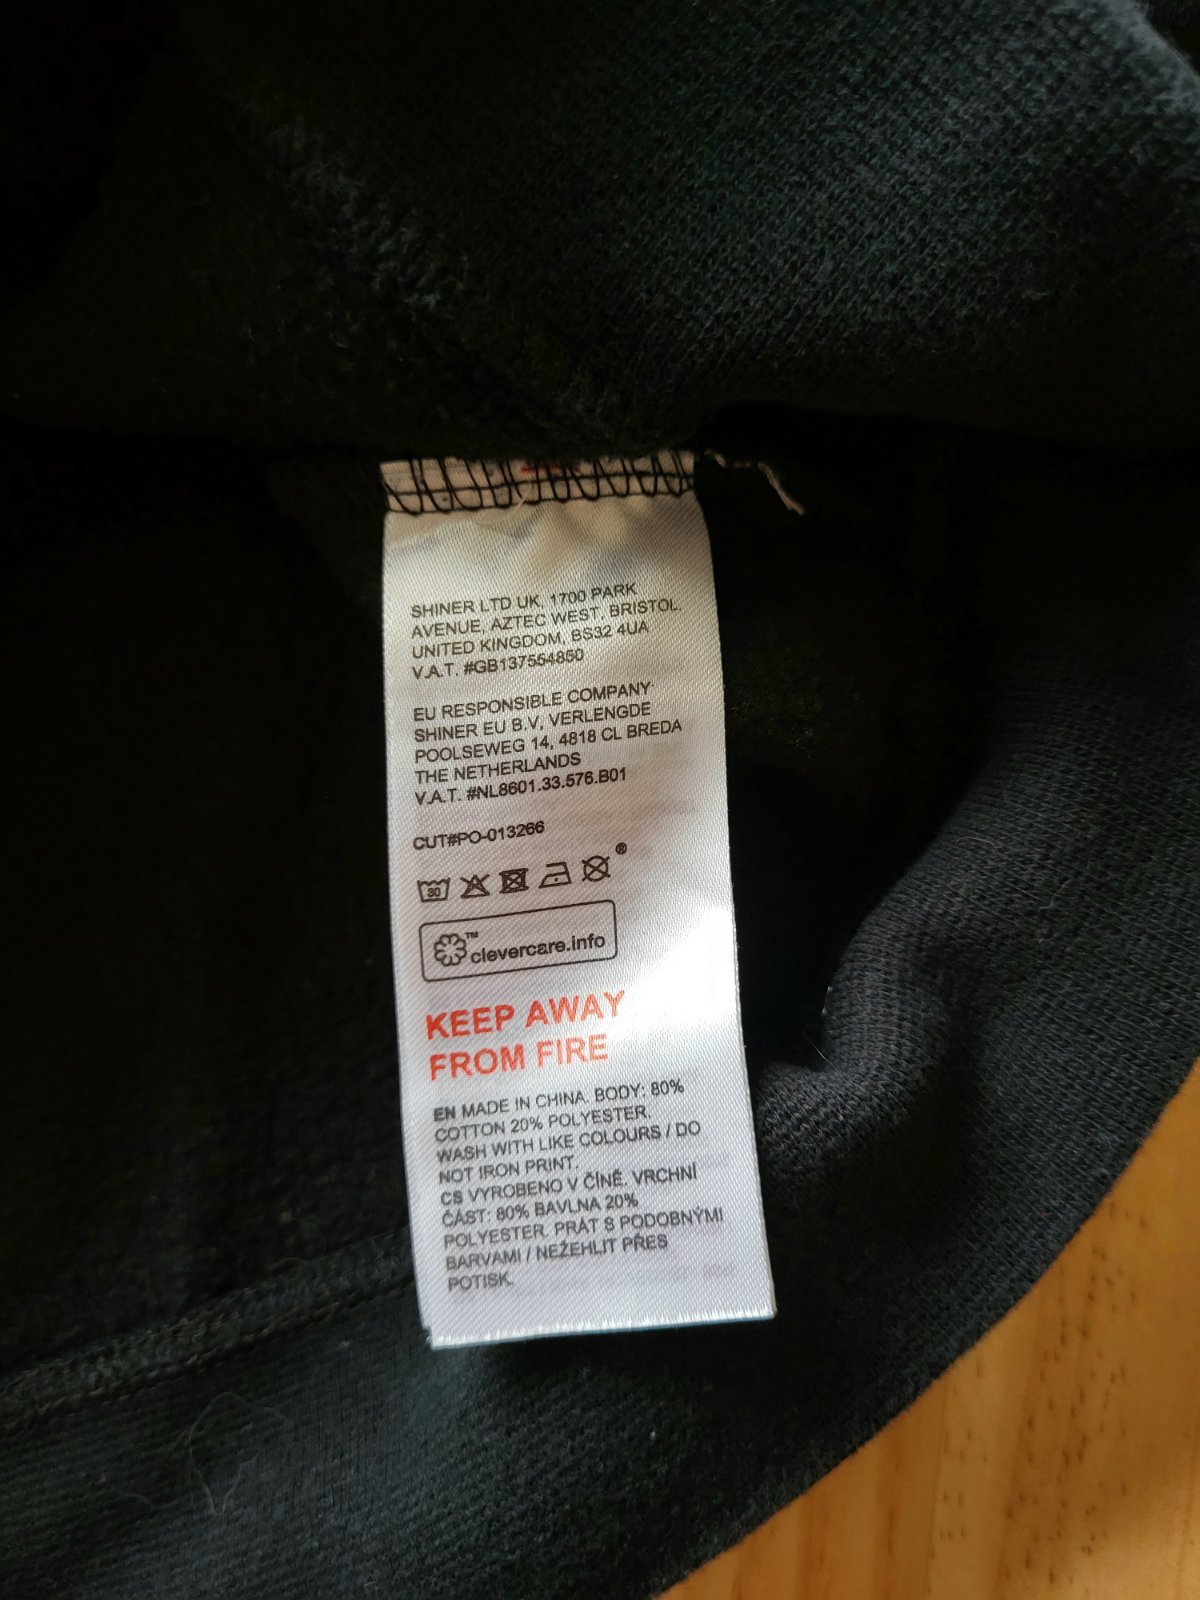 SHINER LTD UK, 1700 PARK
AVENUE, AZTEC WEST, BRISTOL,
UNITED KINGDOM, BS32 4UA
V.A.T. #GB137554850
EU RESPONSIBLE COMPANY
SHINER EU B.V, VERLENGDE
POOLSEWEG 14, 4818 CL BREDA
THE NETHERLANDS
V.A.T. #NL8601.33.576.B01
CUT#PO-013266
30
®
™
clevercare.info
KEEP AWAY
FROM FIRE
EN MADE IN CHINA. BODY: 80%
COTTON 20% POLYESTER.
WASH WITH LIKE COLOURS / DO
NOT IRON PRINT.
CS VYROBENO V ČÍNĚ. VRCHNÍ
ČÁST: 80% BAVLNA 20%
POLYESTER. PRÁT S PODOBNÝMI
BARVAMI / NEŽEHLIT PŘES
POTISK.